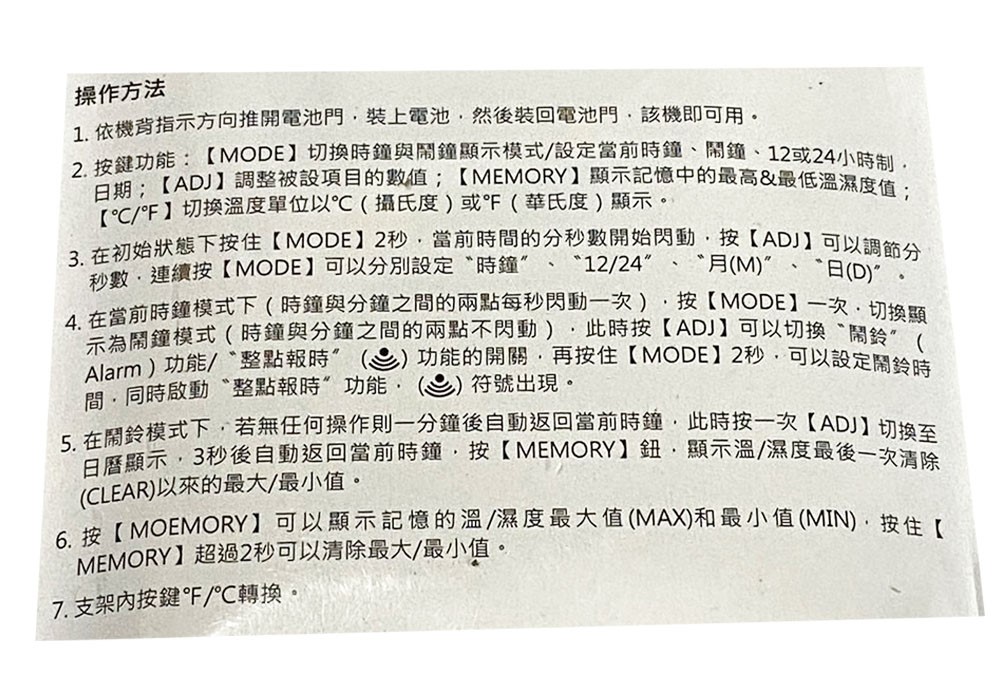 操作方法
1. 依機背指示方向推開電池門，裝上電池，然後裝回電池門，該機即可用。
2. 按鍵功能：【MODE】切換時鐘與鬧鐘顯示模式/設定當前時鐘、鬧鐘、12或24小時制，
日期；【ADJ】調整被設項目的數值；【MEMORY】顯示記憶中的最高&最低溫濕度值；
【℃/℉】切換溫度單位以℃（攝氏度）或℉（華氏度）顯示。
3. 在初始狀態下按住【MODE】2秒，當前時間的分秒數開始閃動，按【ADJ】可以調節分
秒數，連續按【MODE】可以分別設定〝時鐘〞、〝12/24〞、〝月(M)〞、〝日(D)〞。
4. 在當前時鐘模式下（時鐘與分鐘之間的兩點每秒閃動一次），按【MODE】一次，切換顯
示為鬧鐘模式（時鐘與分鐘之間的兩點不閃動），此時按【ADJ】可以切換〝鬧鈴〞（
Alarm）功能/〝整點報時〞（）功能的開關，再按住【MODE】2秒，可以設定鬧鈴時
間，同時啟動〝整點報時〞功能，（）符號出現。
5. 在鬧鈴模式下，若無任何操作則一分鐘後自動返回當前時鐘，此時按一次【ADJ】切換至
日曆顯示，3秒後自動返回當前時鐘，按【MEMORY】鈕，顯示溫/濕度最後一次清除
(CLEAR)以來的最大/最小值。
6. 按【MOEMORY】可以顯示記憶的溫/濕度最大值(MAX)和最小值(MIN)，按住【
MEMORY】超過2秒可以清除最大/最小值。
7. 支架內按鍵℉/℃轉換。